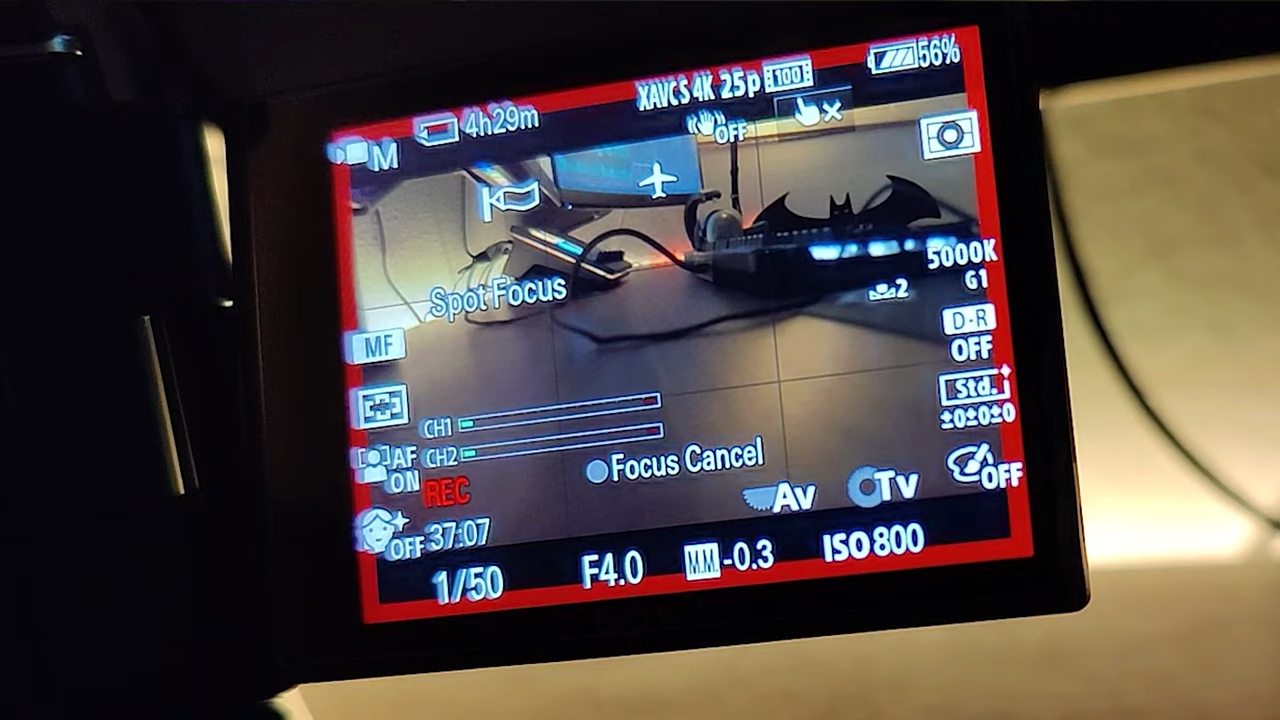 XAVC S 4K 25p 100
56%
4h29m
M
OFF
Spot Focus
5000K
G1
2
MF
D-R
OFF
Std.
±0±0±0
CH1
AF
ON
CH2
Focus Cancel
REC
Av
Tv
OFF
OFF
37:07
1/50
F4.0
M.M. -0.3
ISO 800